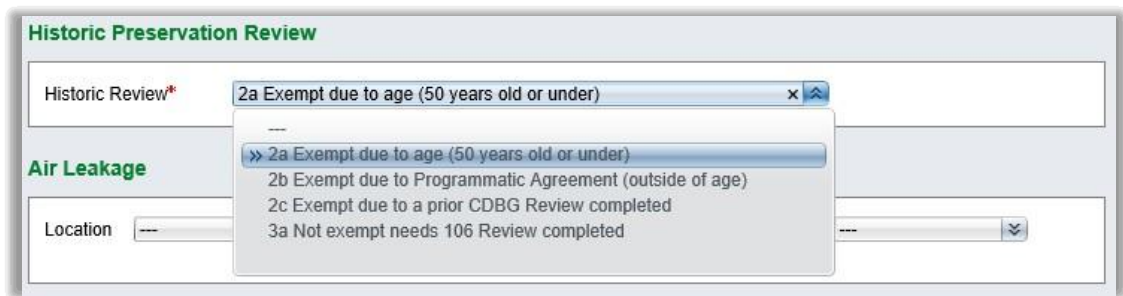 Historic Preservation Review
Historic Review* 2a Exempt due to age (50 years old or under) x
---
» 2a Exempt due to age (50 years old or under)
2b Exempt due to Programmatic Agreement (outside of age)
2c Exempt due to a prior CDBG Review completed
3a Not exempt needs 106 Review completed
Air Leakage
Location --- ---